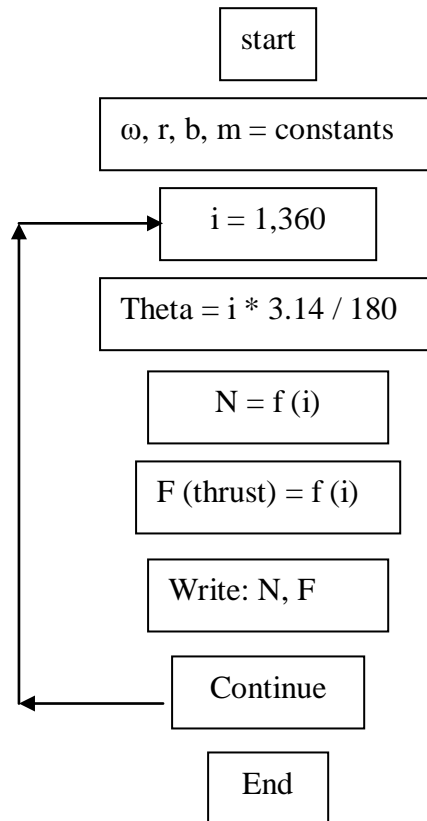 start
ω, r, b, m = constants
i = 1,360
Theta = i * 3.14 / 180
N = f (i)
F (thrust) = f (i)
Write: N, F
Continue
End